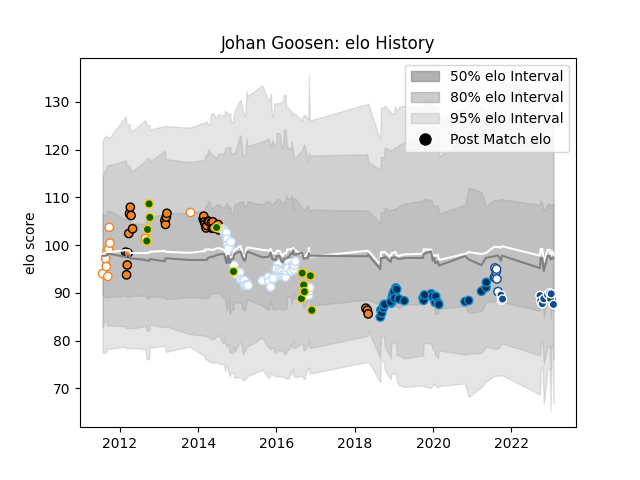 Johan Goosen: elo History
50% elo Interval
80% elo Interval
95% elo Interval
Post Match elo
elo score
130
120
110
100
90
80
70
2012 2014 2016 2018 2020 2022